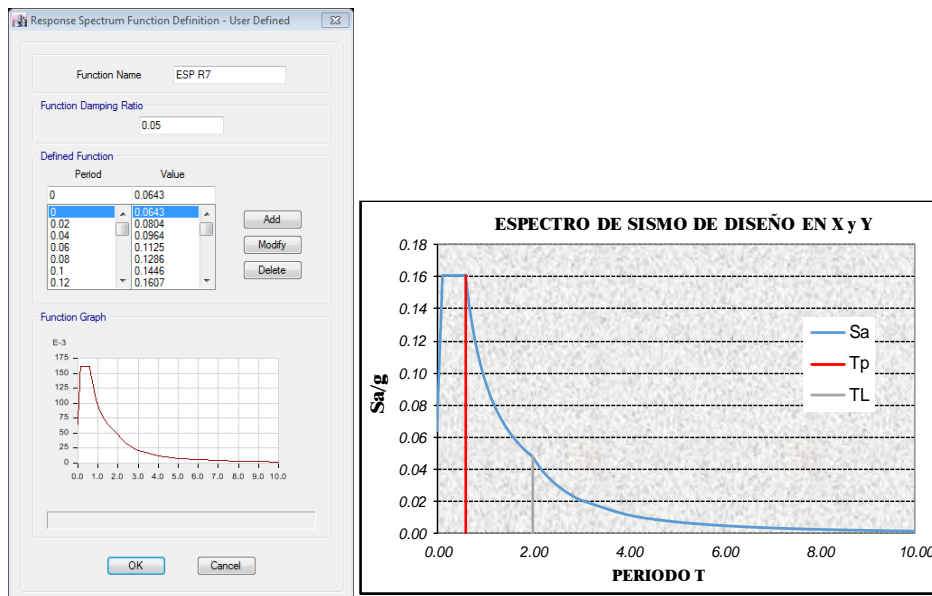 Response Spectrum Function Definition - User Defined
Function Name ESP R7
Function Damping Ratio
0.05
Defined Function
Period Value
0 0.0643
0 0.0643
0.02 0.0804
0.04 0.0964
0.06 0.1125
0.08 0.1286
0.1 0.1446
0.12 0.1607
Add
Modify
Delete
Function Graph
E-3
175
150
125
100
75
50
25
0
0.0 1.0 2.0 3.0 4.0 5.0 6.0 7.0 8.0 9.0 10.0
OK Cancel
ESPECTRO DE SISMO DE DISEÑO EN X y Y
0.18
0.16
0.14
0.12
0.10
0.08
0.06
0.04
0.02
0.00
Sa/g
Sa
Tp
TL
0.00 2.00 4.00 6.00 8.00 10.00
PERIODO T